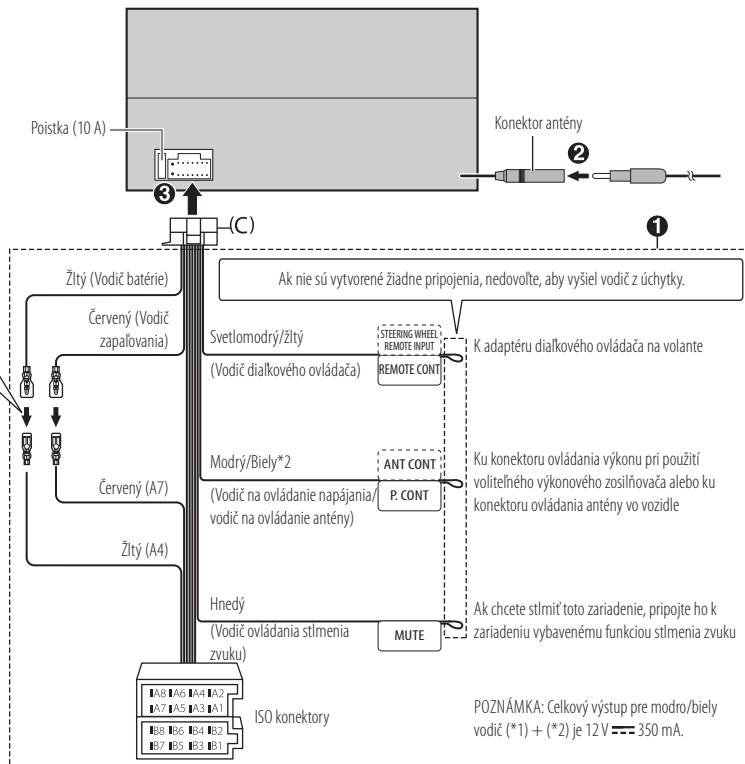 Poistka (10 A)
Konektor antény
❷
❸
(C)
❶
Ak nie sú vytvorené žiadne pripojenia, nedovoľte, aby vyšiel vodič z úchytky.
Žltý (Vodič batérie)
Červený (Vodič
zapaľovania)
Svetlomodrý/žltý
(Vodič diaľkového ovládača)
STEERING WHEEL
REMOTE INPUT
REMOTE CONT
K adaptéru diaľkového ovládača na volante
Modrý/Biely*2
(Vodič na ovládanie napájania/
vodič na ovládanie antény)
ANT CONT
P. CONT
Ku konektoru ovládania výkonu pri použití
voliteľného výkonového zosilňovača alebo ku
konektoru ovládania antény vo vozidle
Červený (A7)
Žltý (A4)
Hnedý
(Vodič ovládania stlmenia
zvuku)
MUTE
Ak chcete stlmiť toto zariadenie, pripojte ho k
zariadeniu vybavenému funkciou stlmenia zvuku
A8 A6 A4 A2
A7 A5 A3 A1
B8 B6 B4 B2
B7 B5 B3 B1
ISO konektory
POZNÁMKA: Celkový výstup pre modro/biely
vodič (*1) + (*2) je 12 V ⎓ 350 mA.